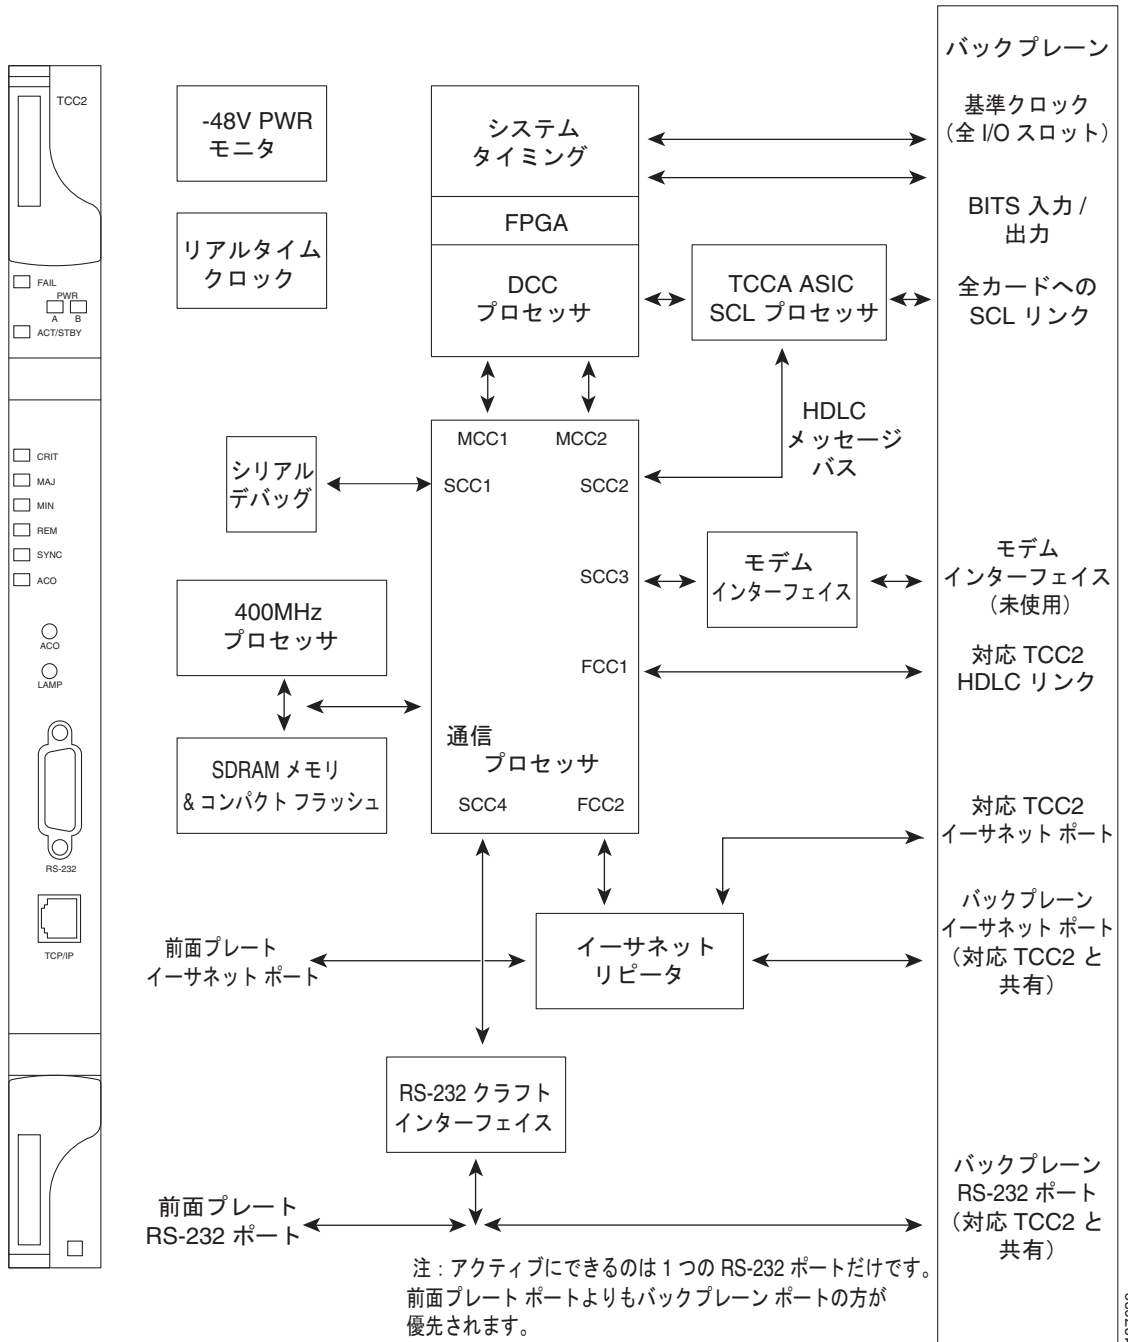 TCC2
FAIL
PWR
A B
ACT/STBY
CRIT
MAJ
MIN
REM
SYNC
ACO
ACO
LAMP
RS-232
TCP/IP
-48V PWR
モニタ
リアルタイム
クロック
システム
タイミング
FPGA
DCC
プロセッサ
TCCA ASIC
SCL プロセッサ
HDLC
メッセージ
バス
MCC1 MCC2
SCC1 SCC2
シリアル
デバッグ
SCC3
モデム
インターフェイス
400MHz
プロセッサ
FCC1
SDRAM メモリ
& コンパクト フラッシュ
通信
プロセッサ
SCC4 FCC2
前面プレート
イーサネット ポート
イーサネット
リピータ
RS-232 クラフト
インターフェイス
前面プレート
RS-232 ポート
バックプレーン
基準クロック
(全 I/O スロット)
BITS 入力 /
出力
全カードへの
SCL リンク
モデム
インターフェイス
(未使用)
対応 TCC2
HDLC リンク
対応 TCC2
イーサネット ポート
バックプレーン
イーサネット ポート
(対応 TCC2 と
共有)
バックプレーン
RS-232 ポート
(対応 TCC2 と
共有)
注 : アクティブにできるのは 1 つの RS-232 ポートだけです。
前面プレート ポートよりもバックプレーン ポートの方が
優先されます。